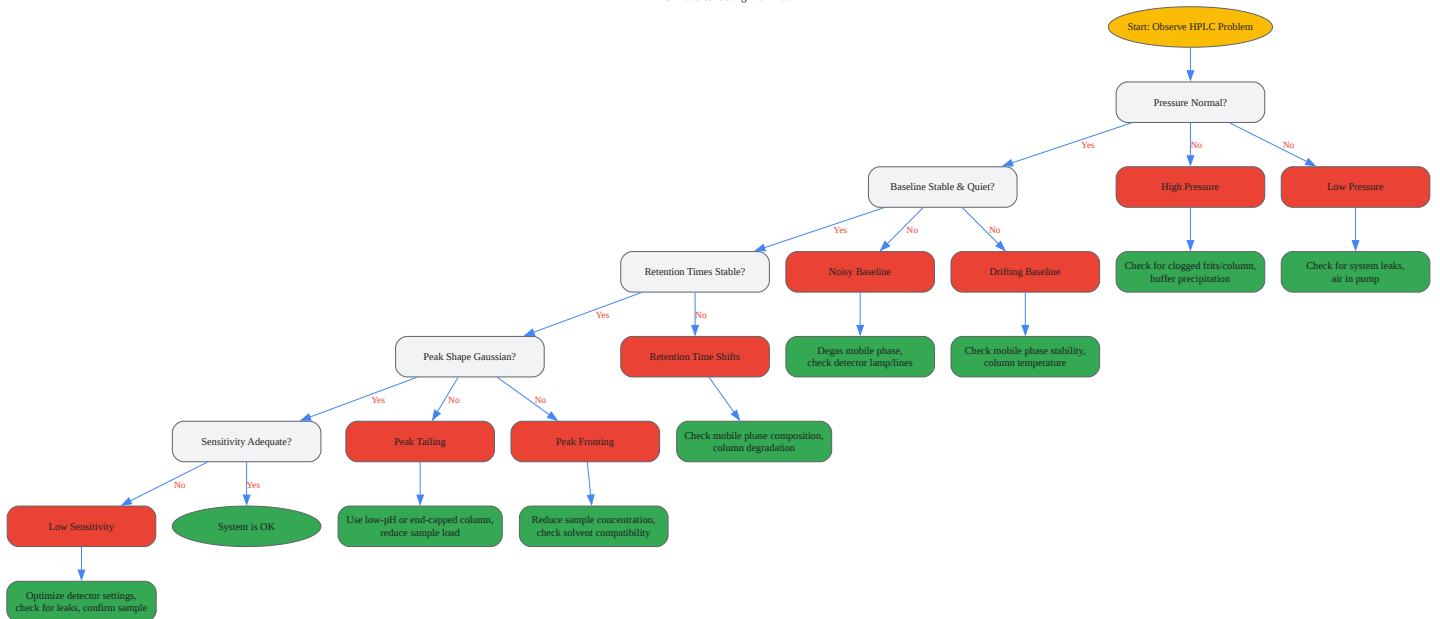 Start: Observe HPLC Problem
Pressure Normal?
Yes
No
No
Baseline Stable & Quiet?
High Pressure
Low Pressure
Yes
No
No
Retention Times Stable?
Noisy Baseline
Drifting Baseline
Check for clogged frits/column,
buffer precipitation
Check for system leaks,
air in pump
Yes
No
Peak Shape Gaussian?
Retention Time Shifts
Degas mobile phase,
check detector lamp/lines
Check mobile phase stability,
column temperature
Yes
No
No
Sensitivity Adequate?
Peak Tailing
Peak Fronting
Check mobile phase composition,
column degradation
No
Yes
Low Sensitivity
System is OK
Use low-pH or end-capped column,
reduce sample load
Reduce sample concentration,
check solvent compatibility
Optimize detector settings,
check for leaks, confirm sample